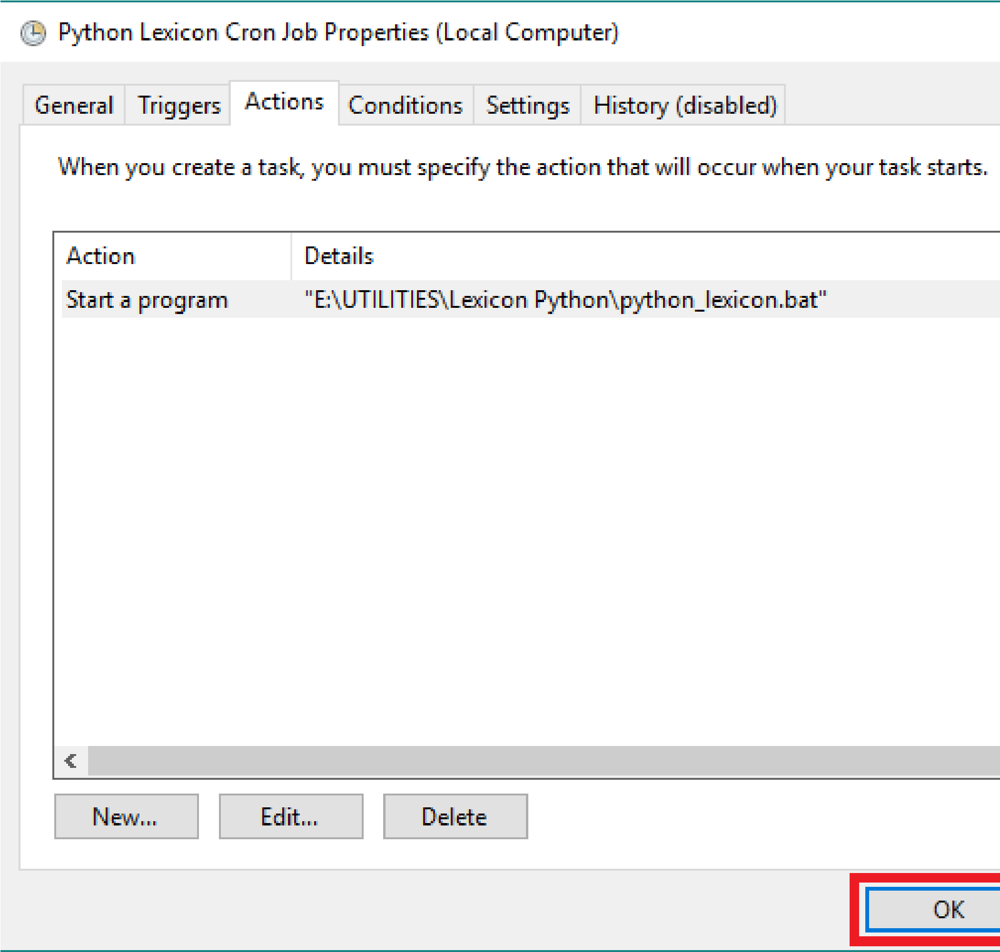 Python Lexicon Cron Job Properties (Local Computer)
General Triggers Actions Conditions Settings History (disabled)
When you create a task, you must specify the action that will occur when your task starts.
Action Details
Start a program "E:\UTILITIES\Lexicon Python\python_lexicon.bat"
New... Edit... Delete
OK